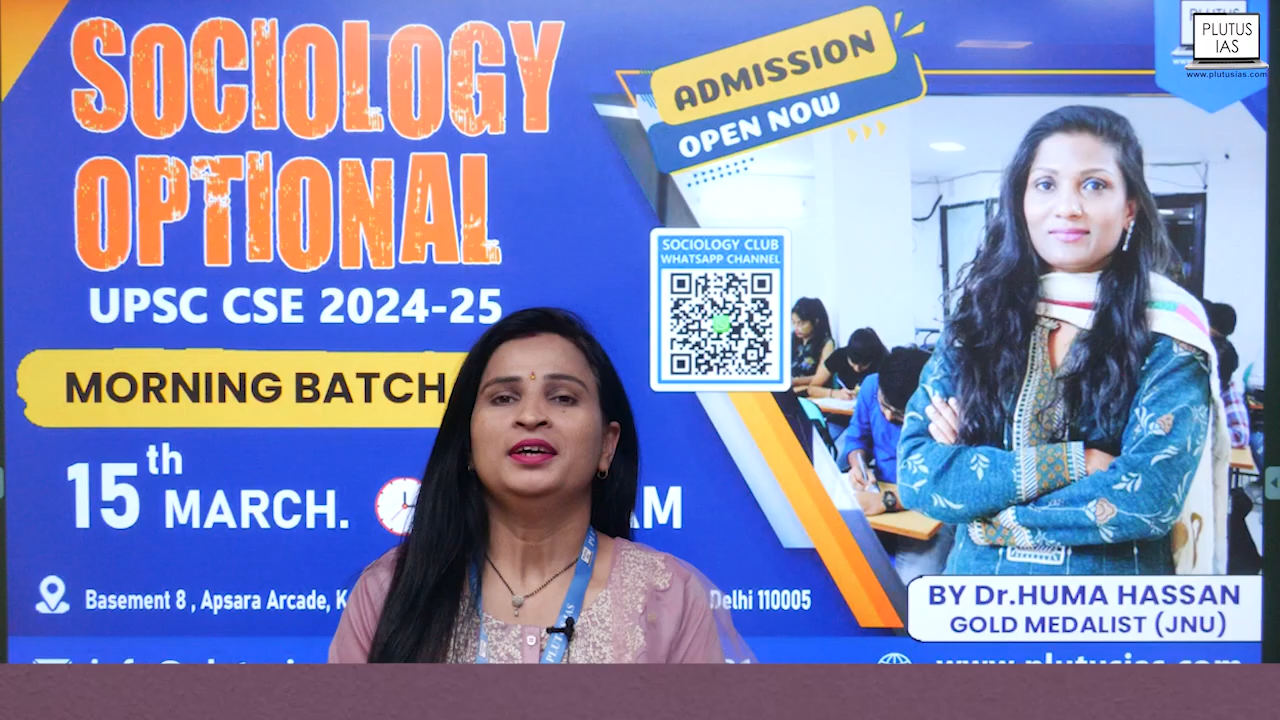 SOCIOLOGY
OPTIONAL
UPSC CSE 2024-25
MORNING BATCH
15th MARCH.
AM
Basement 8 , Apsara Arcade,
Delhi 110005
ADMISSION
OPEN NOW
SOCIOLOGY CLUB
WHATSAPP CHANNEL
PLUTUS
IAS
www.plutusias.com
BY Dr.HUMA HASSAN
GOLD MEDALIST (JNU)
www.plutusias.com